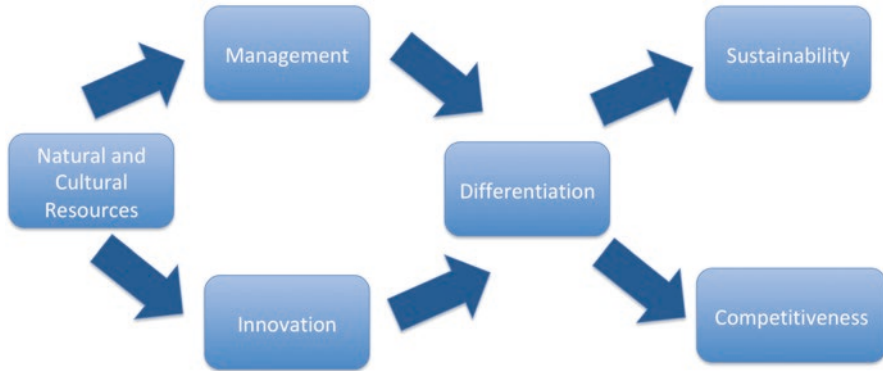 Management
Sustainability
Natural and
Cultural
Resources
Differentiation
Innovation
Competitiveness